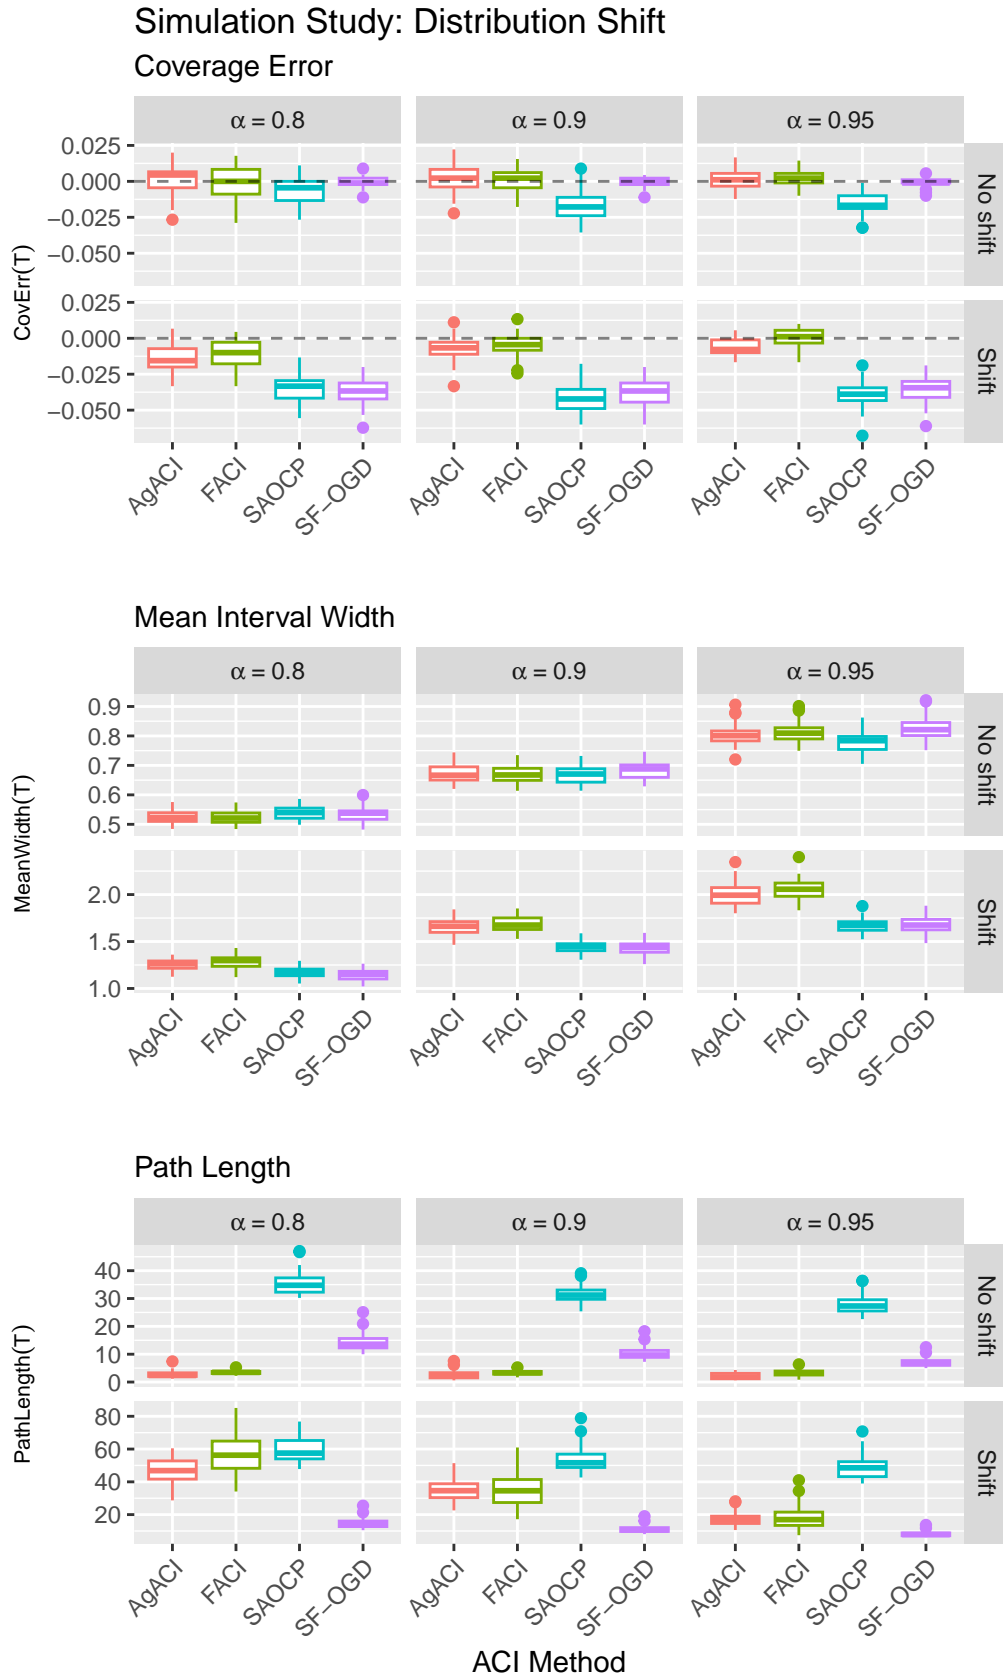 Simulation Study: Distribution Shift
Coverage Error
α = 0.8 α = 0.9 α = 0.95
0.025
0.000
−0.025
−0.050
No shift
0.025
0.000
−0.025
−0.050
Shift
CovErr(T)
AgACI FACI SAOCP SF−OGD AgACI FACI SAOCP SF−OGD AgACI FACI SAOCP SF−OGD
Mean Interval Width
α = 0.8 α = 0.9 α = 0.95
0.9
0.8
0.7
0.6
0.5
No shift
2.0
1.5
1.0
Shift
MeanWidth(T)
AgACI FACI SAOCP SF−OGD AgACI FACI SAOCP SF−OGD AgACI FACI SAOCP SF−OGD
Path Length
α = 0.8 α = 0.9 α = 0.95
40
30
20
10
0
No shift
80
60
40
20
Shift
PathLength(T)
AgACI FACI SAOCP SF−OGD AgACI FACI SAOCP SF−OGD AgACI FACI SAOCP SF−OGD
ACI Method